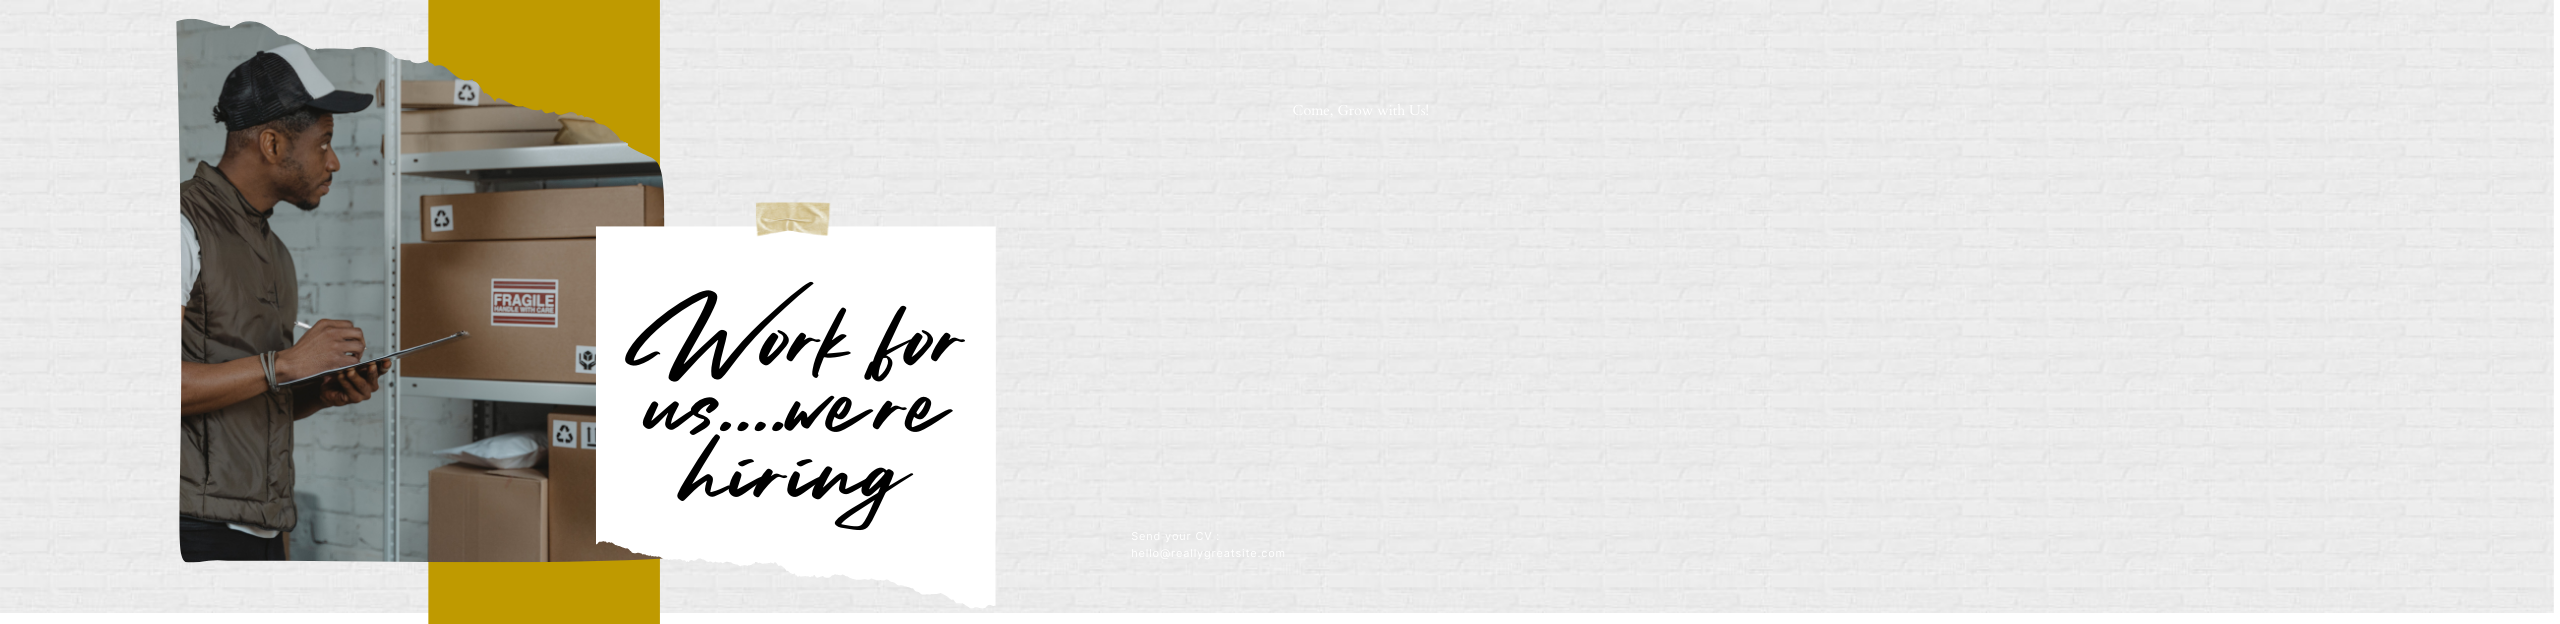 Come, Grow with Us!
FRAGILE
HANDLE WITH CARE
Work for
us....were
hiring
Send your CV
hello@reallygreatsite.com